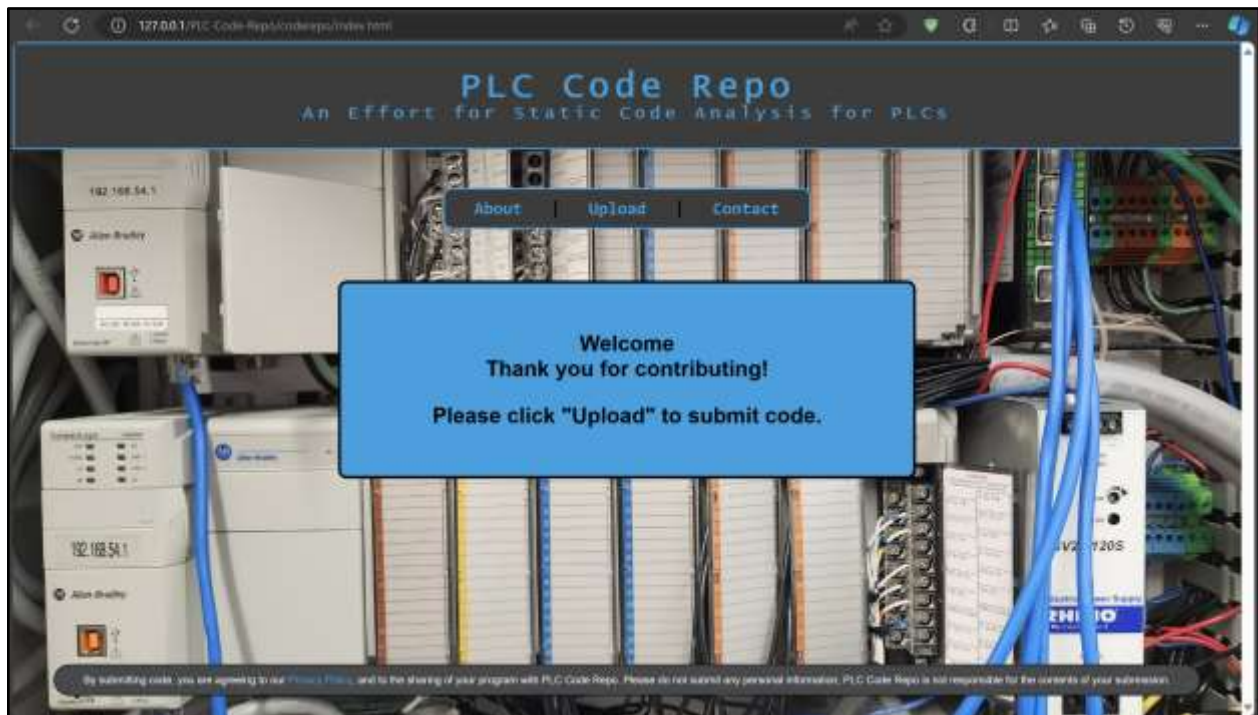 127.0.0.1/PLC-Code-Repo/coderepo/index.html
PLC Code Repo
An Effort for Static Code Analysis for PLCs
192.168.54.1
About | Upload | Contact
Allen-Bradley
Welcome
Thank you for contributing!
Please click "Upload" to submit code.
192.168.54.1
120S
Allen-Bradley
RHINO
By submitting code, you are agreeing to our Privacy Policy, and to the sharing of your program with PLC Code Repo. Please do not submit any personal information, PLC Code Repo is not responsible for the contents of your submission.